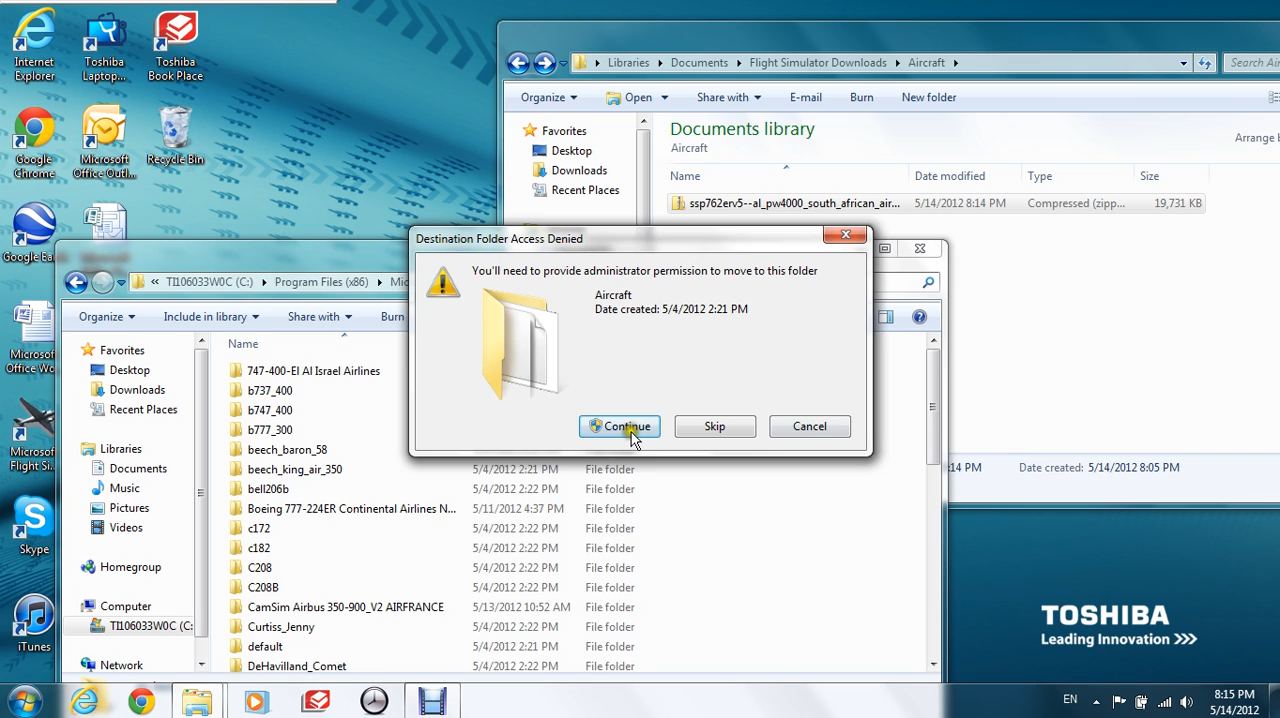 Internet
Explorer
Toshiba
Laptop...
Toshiba
Book Place
Google
Chrome
Microsoft
Office Outl...
Recycle Bin
Google Ea
Microso
Office Wo
Microso
Flight Si...
Skype
iTunes
Libraries
Documents
Flight Simulator Downloads
Aircraft
Search Air
Organize
Open
Share with
E-mail
Burn
New folder
Favorites
Desktop
Downloads
Recent Places
Documents library
Aircraft
Arrange
Name
Date modified
Type
Size
ssp762erv5--al_pw4000_south_african_air...
5/14/2012 8:14 PM
Compressed (zipp...
19,731 KB
:14 PM
Date created: 5/14/2012 8:05 PM
Destination Folder Access Denied
You'll need to provide administrator permission to move to this folder
Aircraft
Date created: 5/4/2012 2:21 PM
Continue
Skip
Cancel
TI106033W0C (C:)
Program Files (x86)
Mic
Organize
Include in library
Share with
Burn
Favorites
Desktop
Downloads
Recent Places
Libraries
Documents
Music
Pictures
Videos
Homegroup
Computer
TI106033W0C (C:
Network
Name
747-400-El Al Israel Airlines
b737_400
b747_400
b777_300
beech_baron_58
beech_king_air_350 5/4/2012 2:21 PM File folder
bell206b 5/4/2012 2:22 PM File folder
Boeing 777-224ER Continental Airlines N... 5/11/2012 4:37 PM File folder
c172 5/4/2012 2:22 PM File folder
c182 5/4/2012 2:22 PM File folder
C208 5/4/2012 2:22 PM File folder
C208B 5/4/2012 2:22 PM File folder
CamSim Airbus 350-900_V2 AIRFRANCE 5/13/2012 10:52 AM File folder
Curtiss_Jenny 5/4/2012 2:22 PM File folder
default 5/4/2012 2:21 PM File folder
DeHavilland_Comet 5/4/2012 2:22 PM File folder
TOSHIBA
Leading Innovation >>>
EN
8:15 PM
5/14/2012